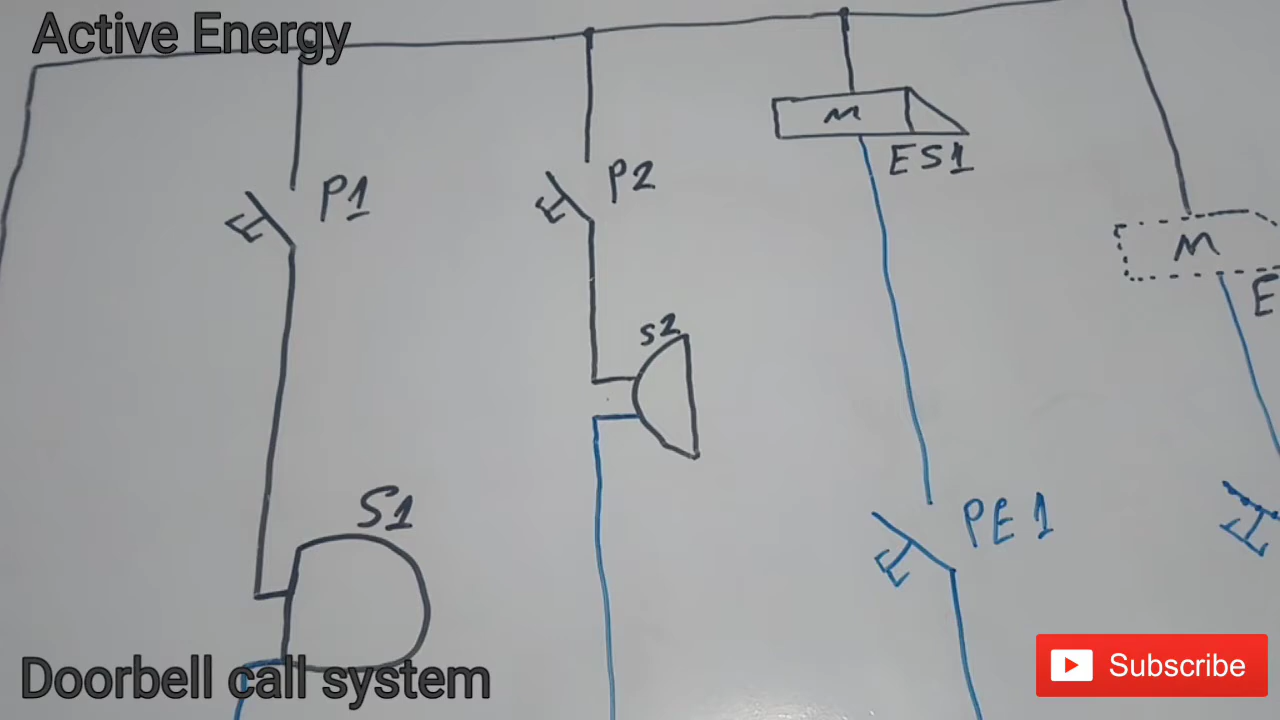 Active Energy
P1
P2
M
ES1
M
E
S2
S1
PE1
Doorbell call system
Subscribe